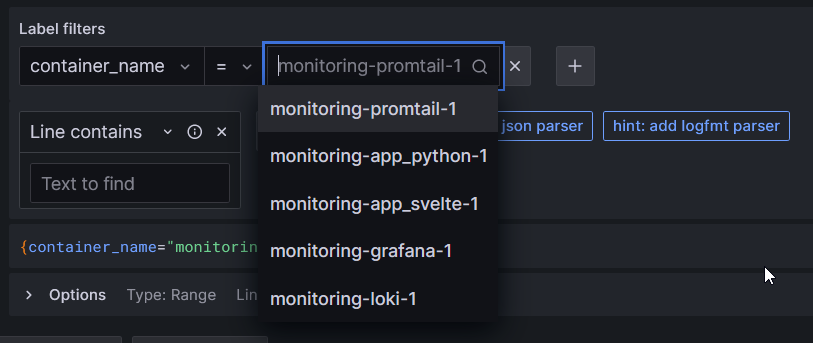 Label filters
container_name
=
monitoring-promtail-1
monitoring-promtail-1
Line contains
json parser
hint: add logfmt parser
monitoring-app_python-1
Text to find
monitoring-app_svelte-1
{container_name="monitorin
monitoring-grafana-1
Options Type: Range Lin
monitoring-loki-1